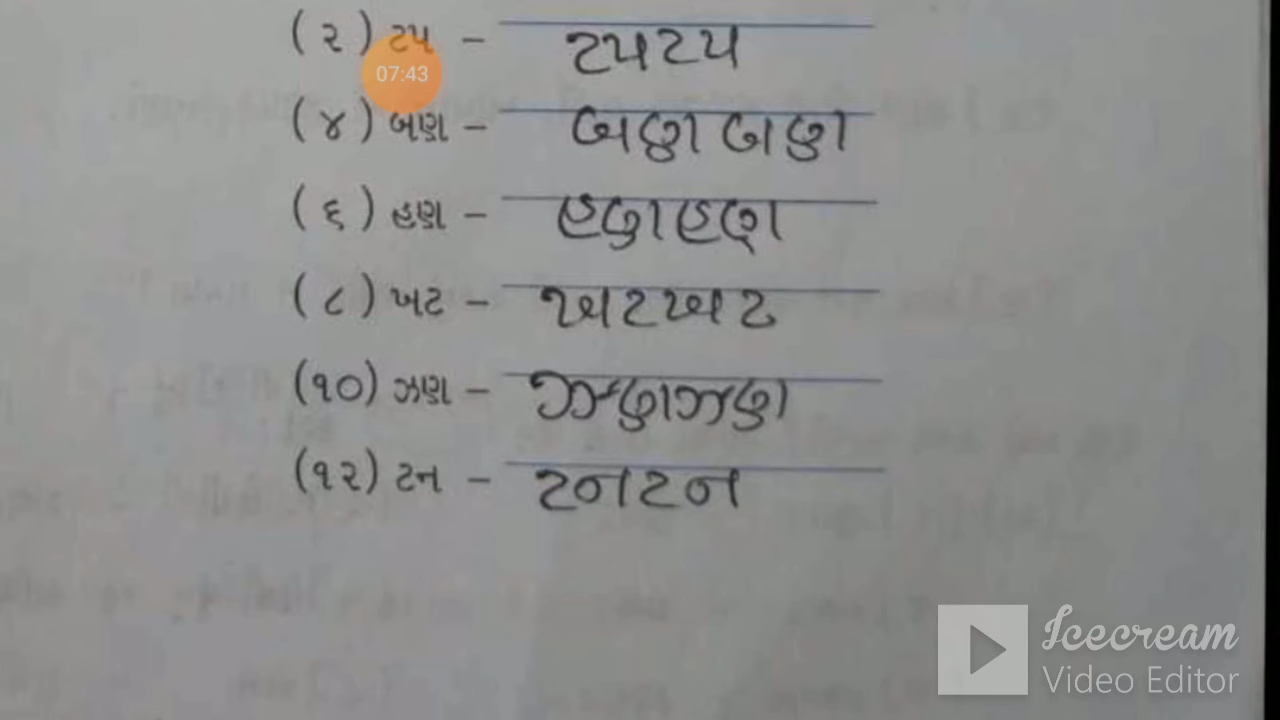 (૨) ટપ - ટપટપ
07:43
(૪) બણ - બણબણ
(૬) હણ - હણહણ
(૮) ખટ - ખટખટ
(૧૦) ઝણ - ઝણઝણ
(૧૨) ટન - ટનટન
Icecream
Video Editor